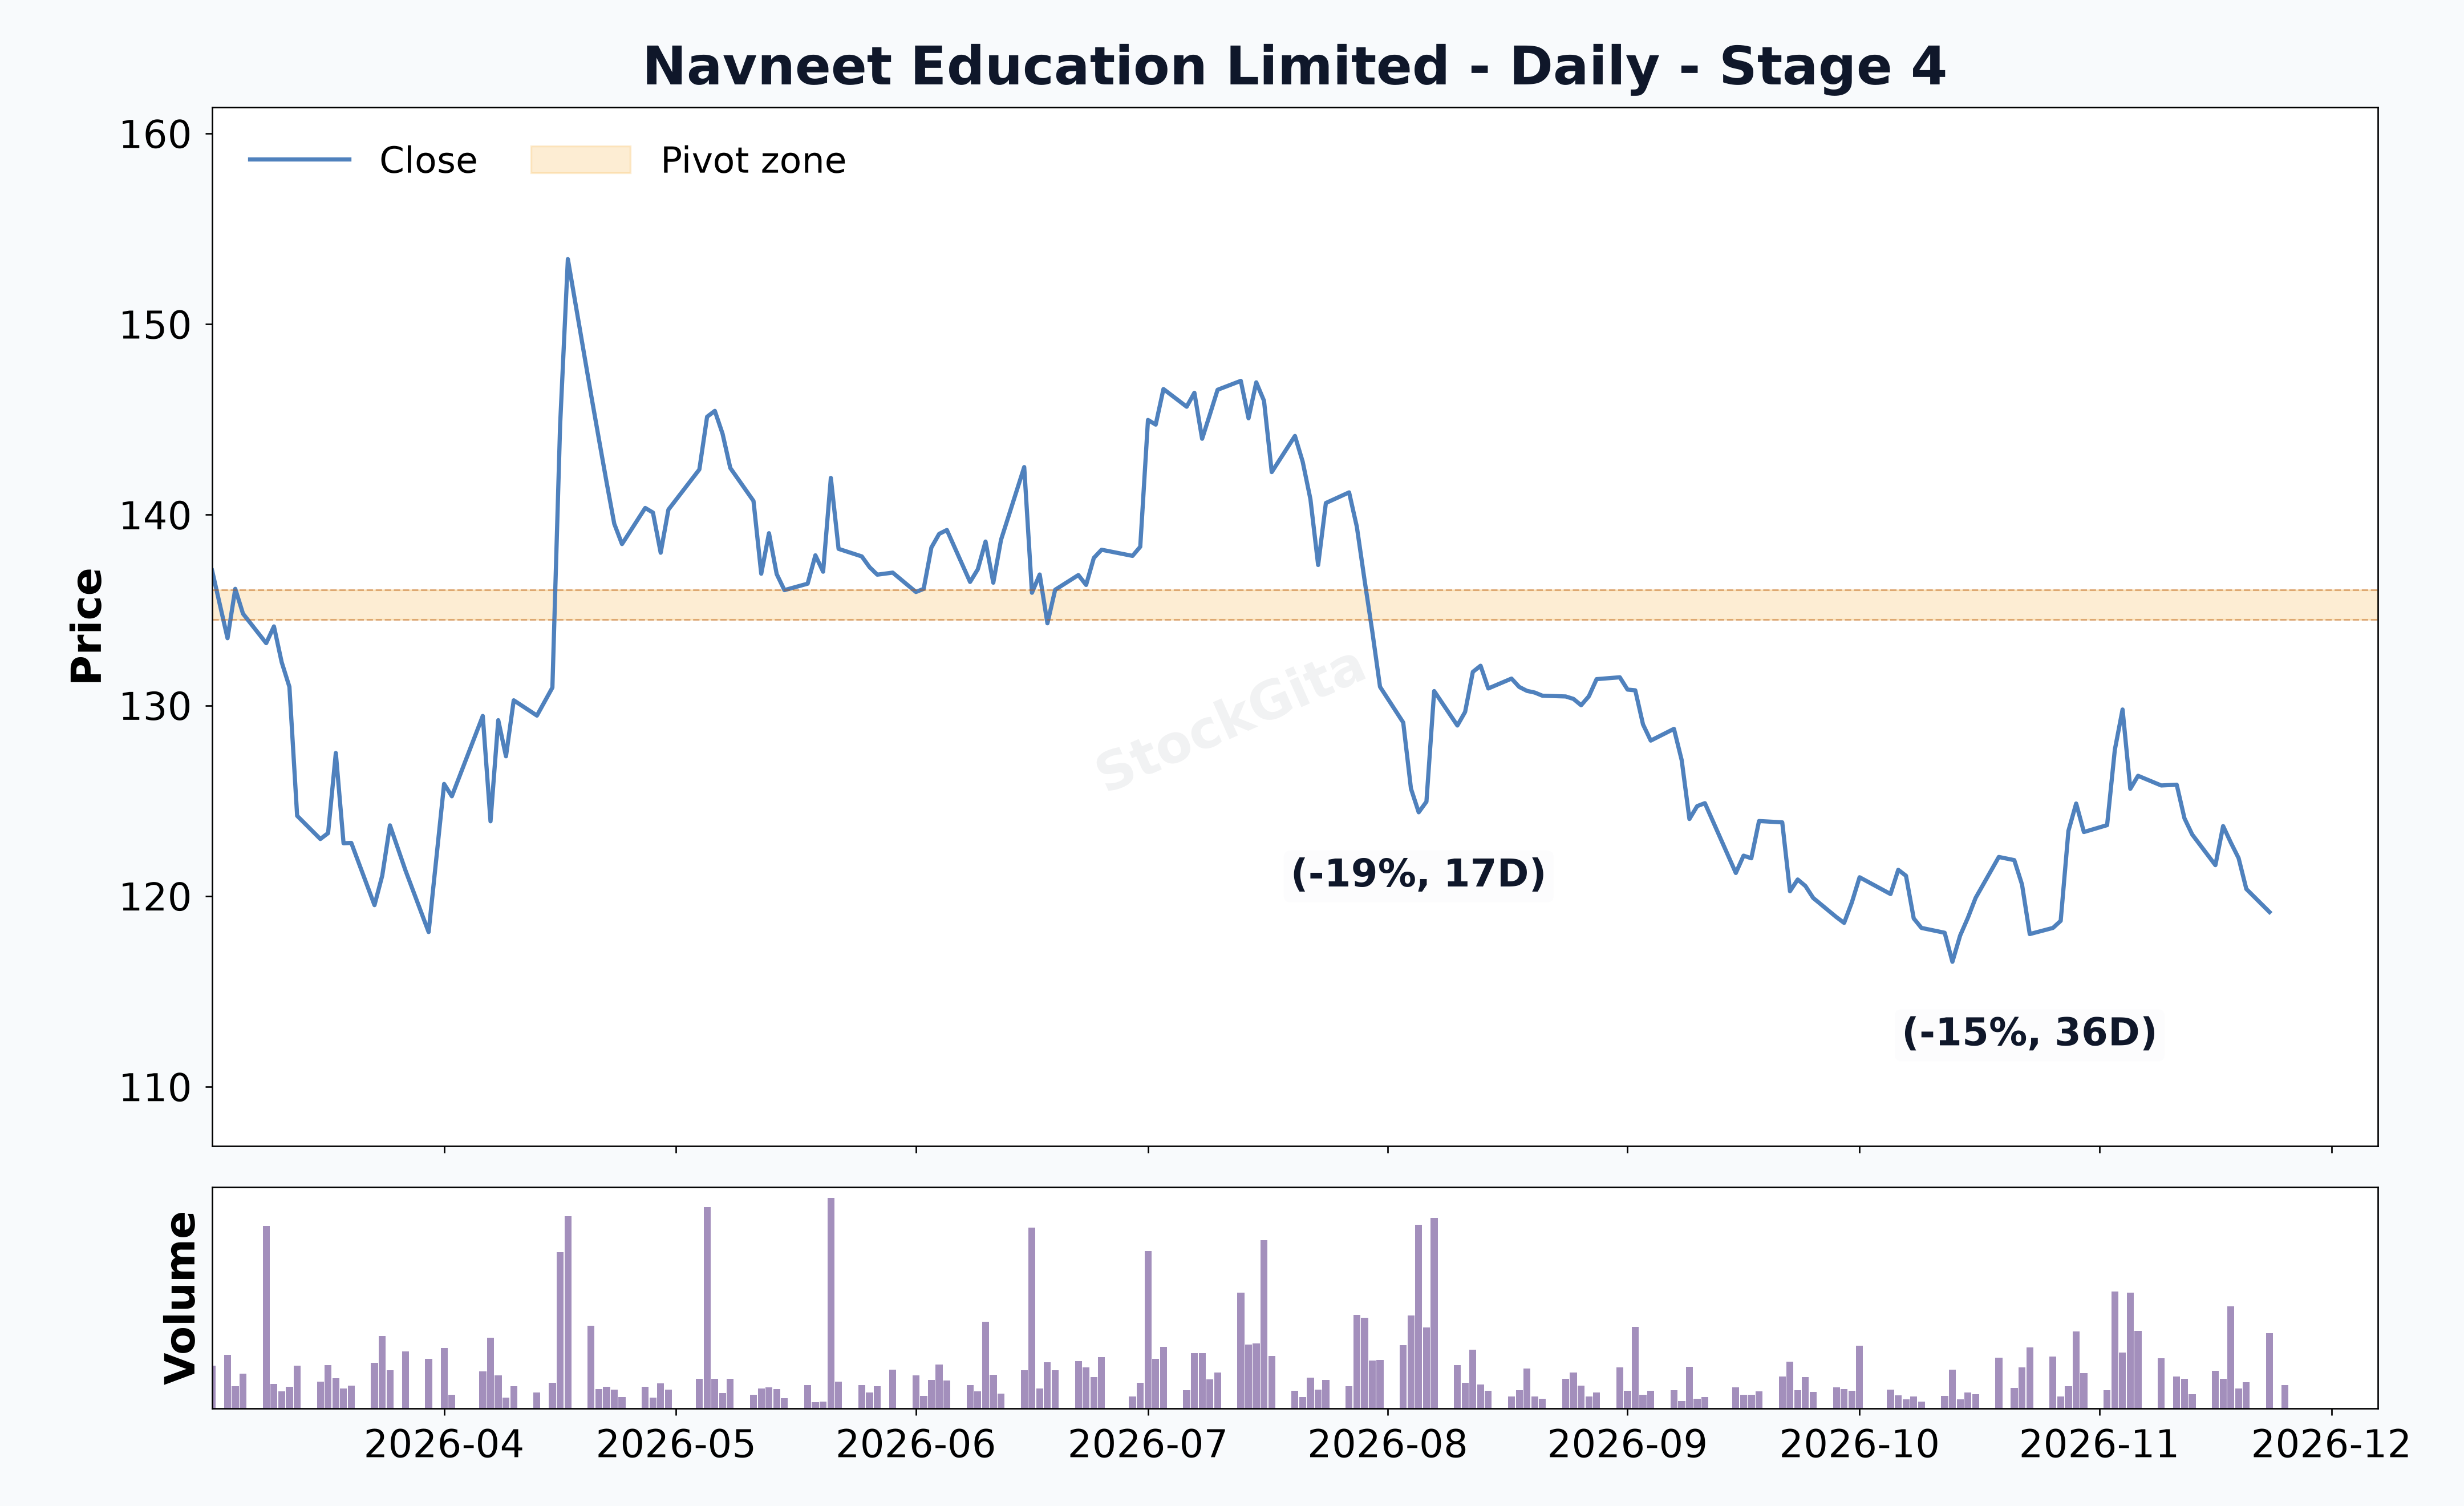 Navneet Education Limited - Daily - Stage 4
160
150
140
130
120
110
Price
Close
Pivot zone
StockGita
(-19%, 17D)
(-15%, 36D)
Volume
2026-04
2026-05
2026-06
2026-07
2026-08
2026-09
2026-10
2026-11
2026-12